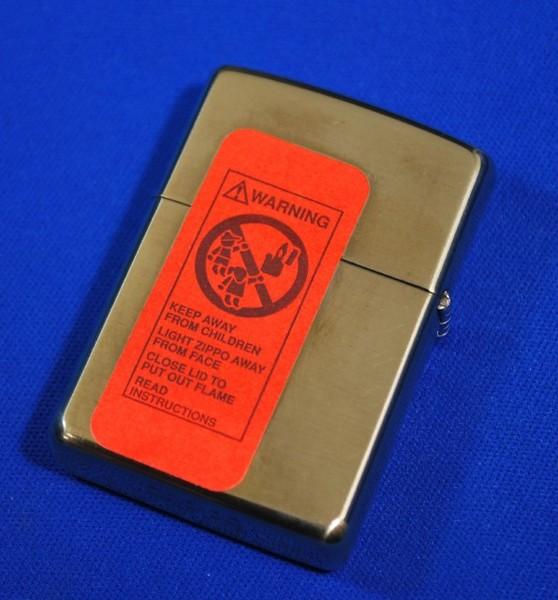 WARNING
KEEP AWAY
FROM CHILDREN
LIGHT ZIPPO AWAY
FROM FACE
CLOSE LID TO
PUT OUT FLAME
READ
INSTRUCTIONS